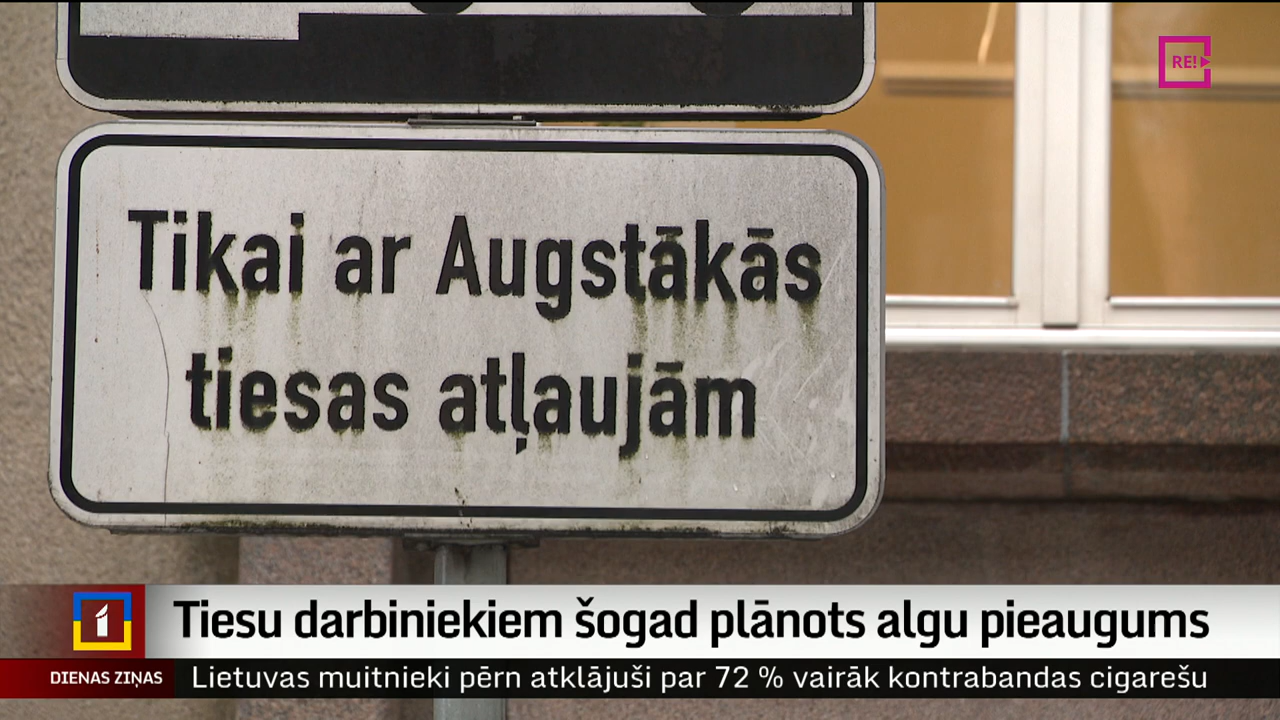 RE!
Tikai ar Augstākās
tiesas atļaujām
1
Tiesu darbiniekiem šogad plānots algu pieaugums
DIENAS ZIŅAS
Lietuvas muitnieki pērn atklājuši par 72 % vairāk kontrabandas cigarešu